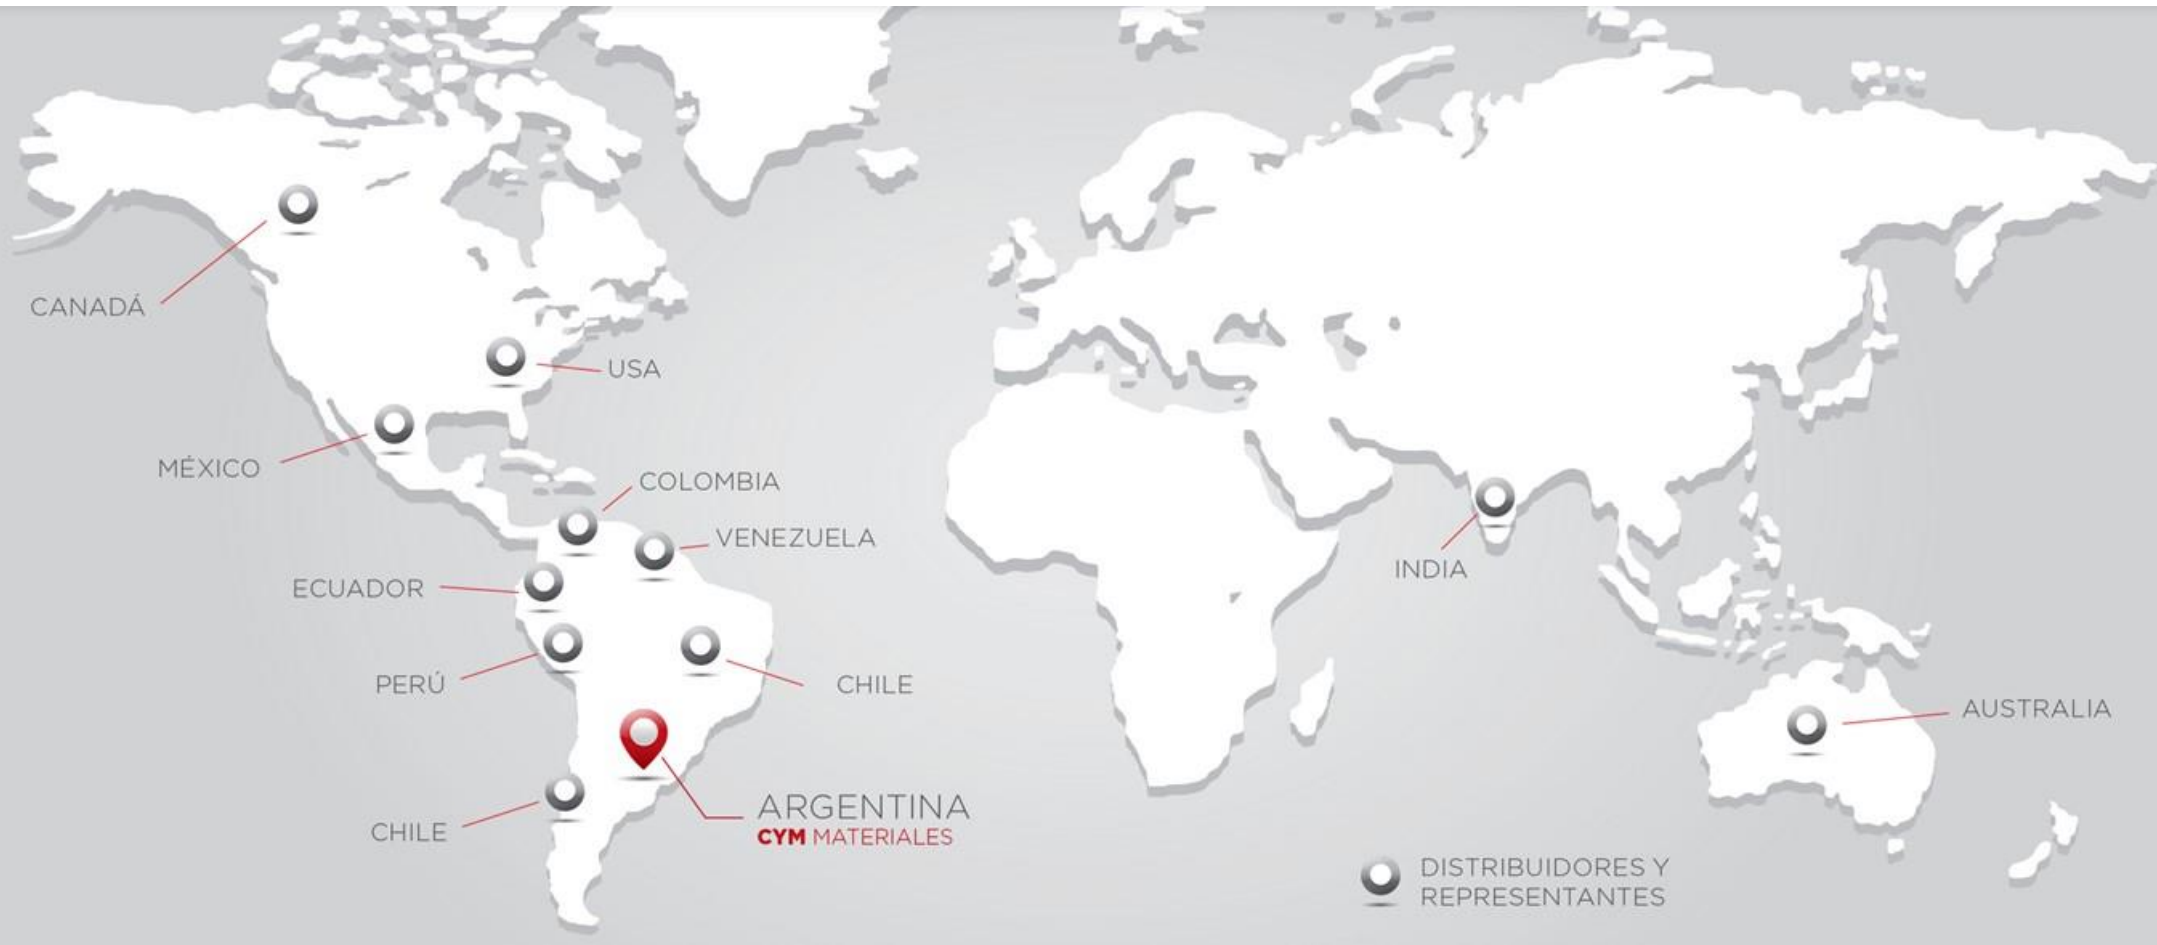 CANADÁ
USA
MÉXICO
COLOMBIA
VENEZUELA
ECUADOR
INDIA
PERÚ
CHILE
AUSTRALIA
ARGENTINA
CYM MATERIALES
CHILE
DISTRIBUIDORES Y
REPRESENTANTES